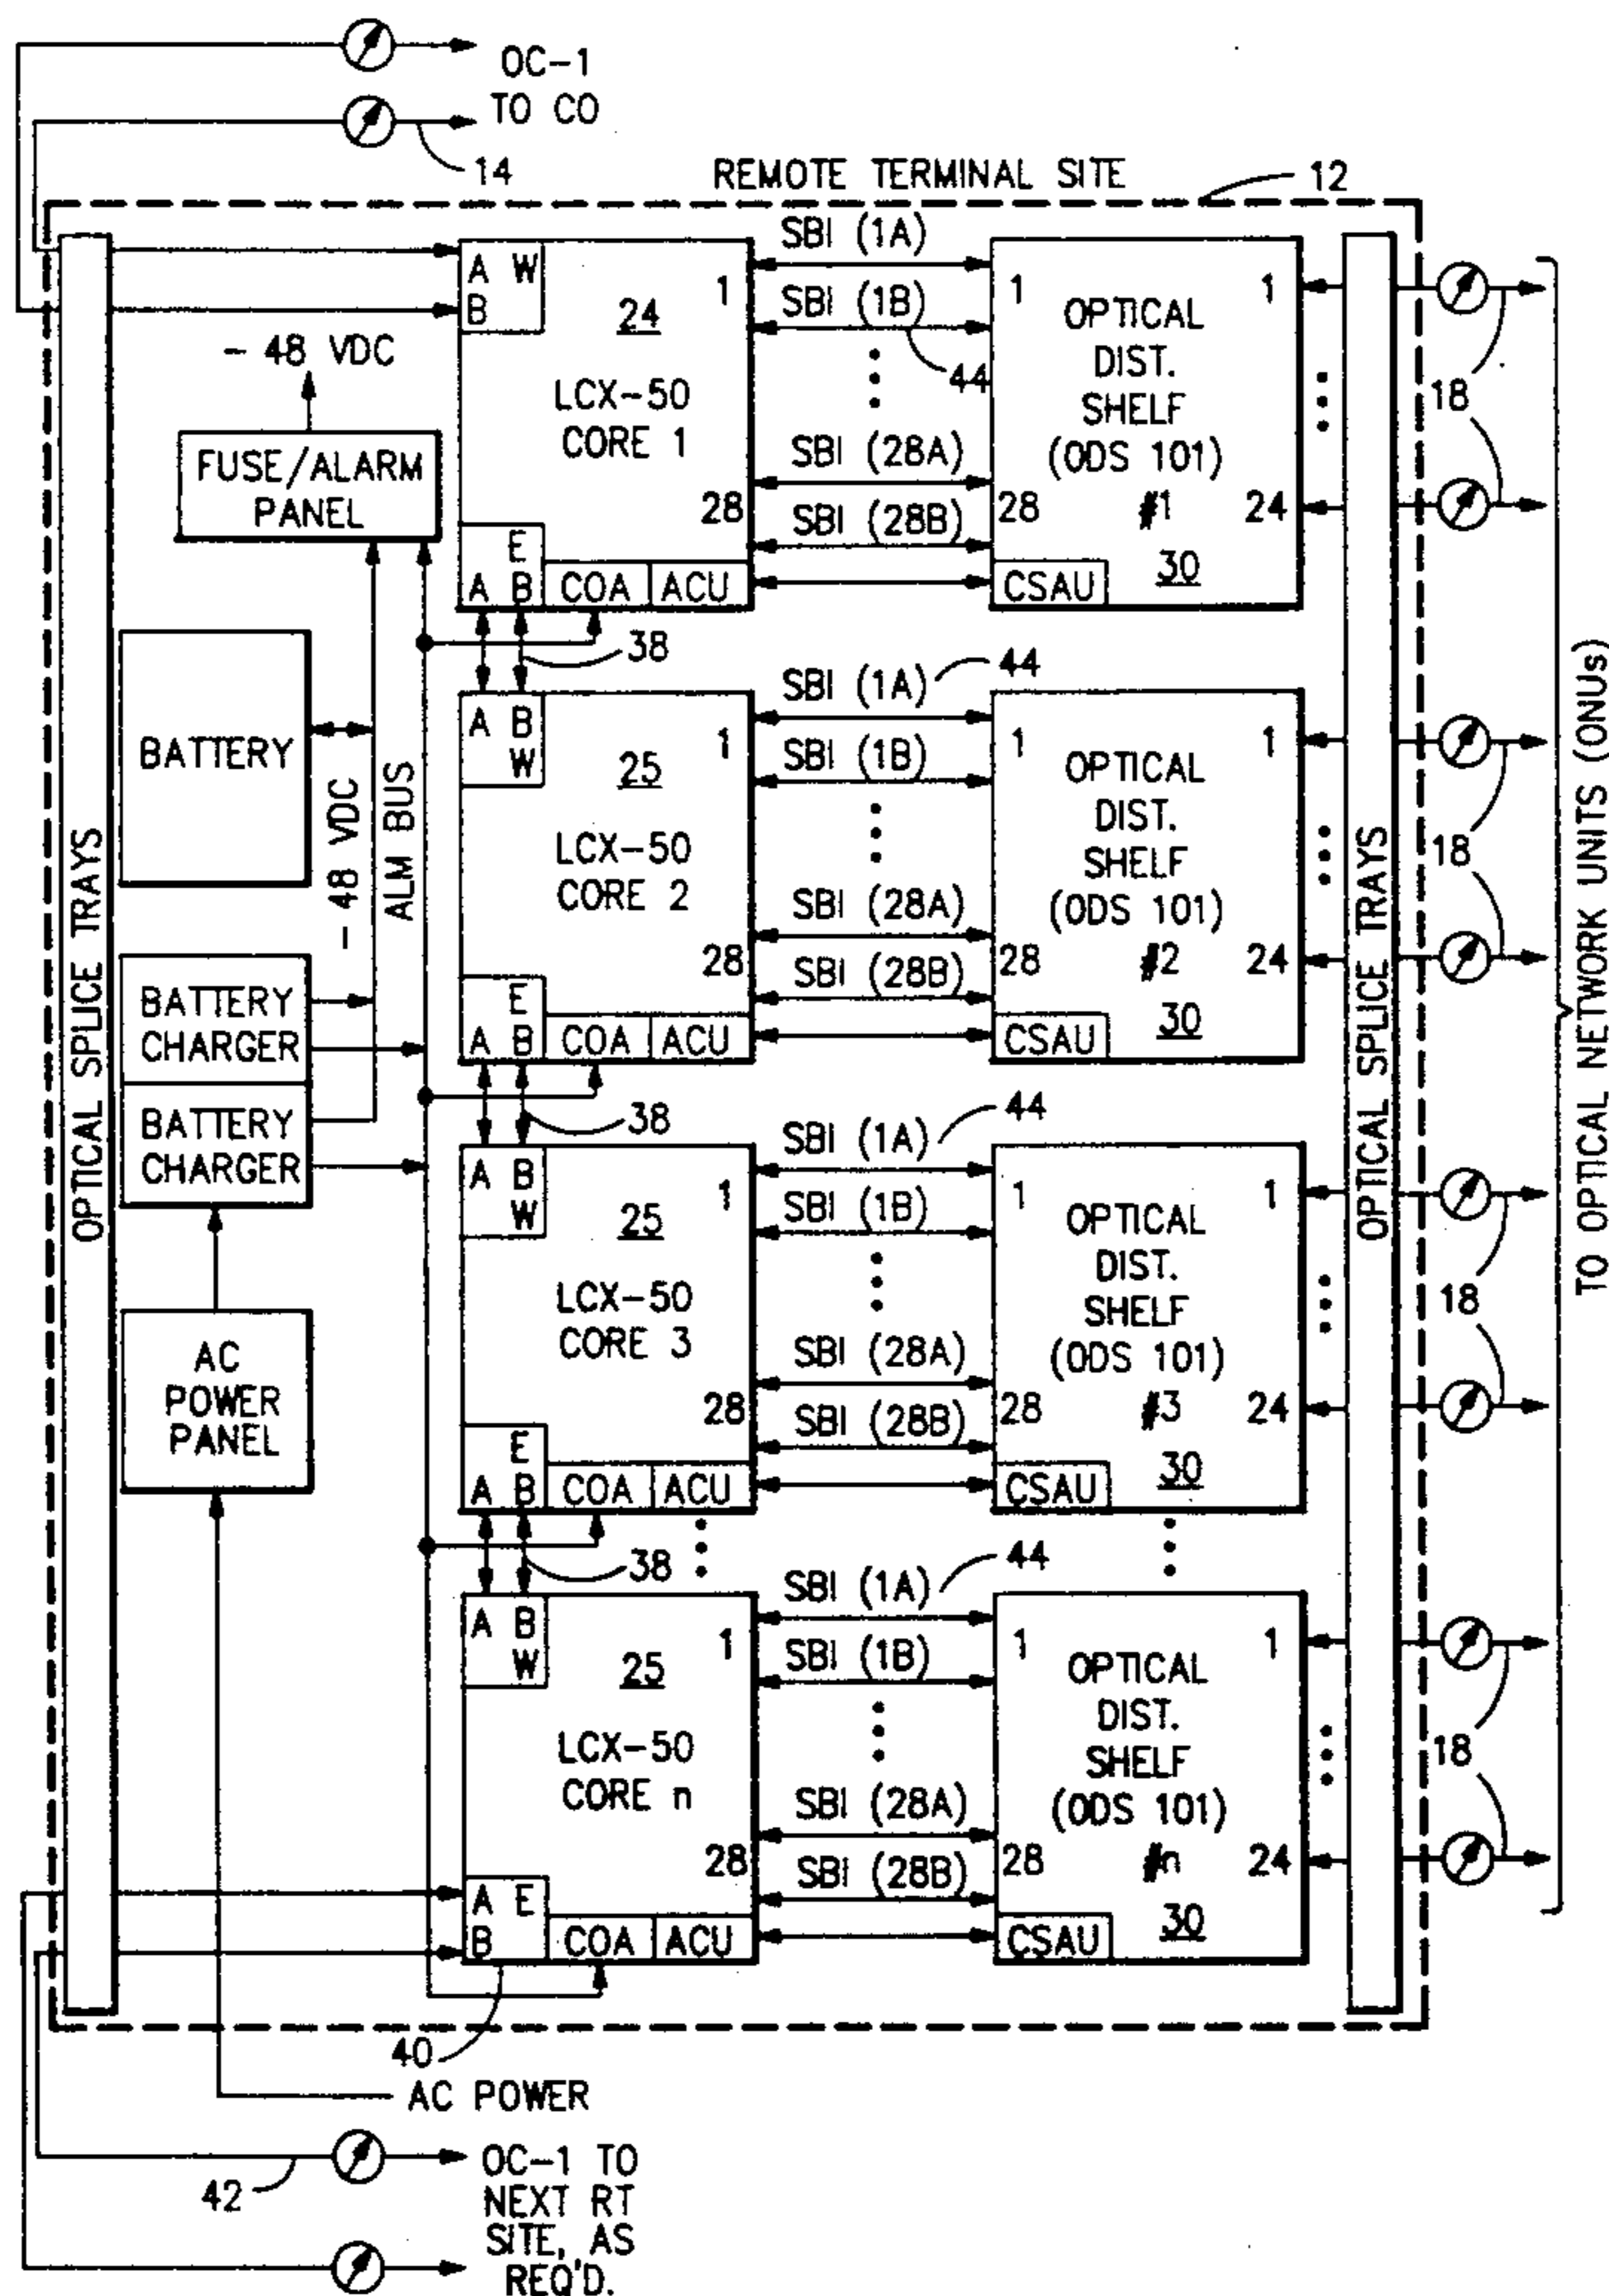 OC-1
TO CO
14
REMOTE TERMINAL SITE
12
OPTICAL SPLICE TRAYS
- 48 VDC
FUSE/ALARM
PANEL
BATTERY
- 48 VDC
ALM BUS
BATTERY
CHARGER
BATTERY
CHARGER
AC
POWER
PANEL
A W
B
24
1
LCX-50
CORE 1
28
E
A B
COA
ACU
SBI (1A)
SBI (1B)
44
SBI (28A)
SBI (28B)
1
OPTICAL
DIST.
SHELF
(ODS 101)
#1
1
28
24
CSAU
30
18
38
A B
W
25
1
LCX-50
CORE 2
28
E
A B
COA
ACU
SBI (1A)
44
SBI (1B)
SBI (28A)
SBI (28B)
1
OPTICAL
DIST.
SHELF
(ODS 101)
#2
1
28
24
CSAU
30
18
38
A B
W
25
1
LCX-50
CORE 3
28
E
A B
COA
ACU
SBI (1A)
44
SBI (1B)
SBI (28A)
SBI (28B)
1
OPTICAL
DIST.
SHELF
(ODS 101)
#3
1
28
24
CSAU
30
18
38
A B
W
25
1
LCX-50
CORE n
28
A E
B
COA
ACU
SBI (1A)
44
SBI (1B)
SBI (28A)
SBI (28B)
1
OPTICAL
DIST.
SHELF
(ODS 101)
#n
1
28
24
CSAU
30
18
OPTICAL SPLICE TRAYS
TO OPTICAL NETWORK UNITS (ONUs)
40
AC POWER
42
OC-1 TO
NEXT RT
SITE, AS
REQ'D.